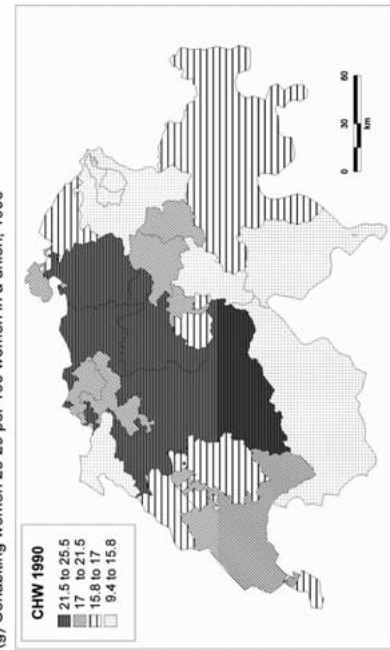 (g) Cohabiting women 20-29 per 100 women in a union, 1990
CHW 1990
21.5 to 25.5
17 to 21.5
15.8 to 17
9.4 to 15.8
0 30 60
km